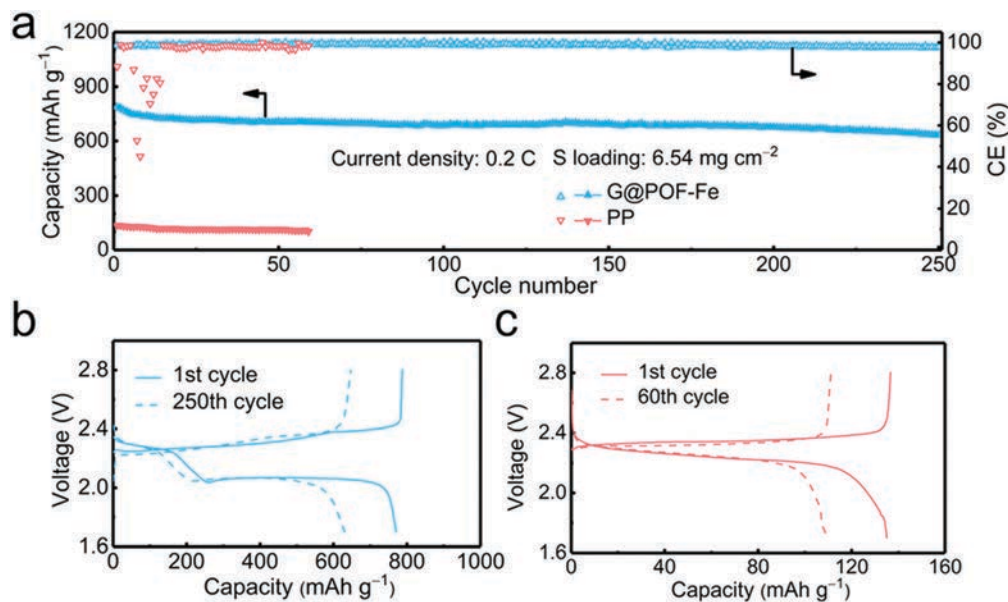 a
1200
900
600
300
0
Capacity (mAh g⁻¹)
100
80
60
40
20
0
CE (%)
Current density: 0.2 C S loading: 6.54 mg cm⁻²
G@POF-Fe
PP
0 50 100 150 200 250
Cycle number
b
2.8
2.4
2.0
1.6
Voltage (V)
1st cycle
250th cycle
0 200 400 600 800 1000
Capacity (mAh g⁻¹)
c
2.8
2.4
2.0
1.6
Voltage (V)
1st cycle
60th cycle
0 40 80 120 160
Capacity (mAh g⁻¹)